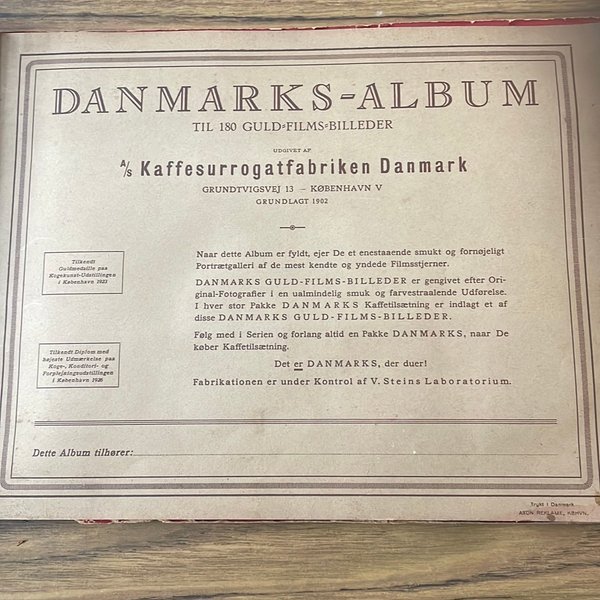 DANMARKS-ALBUM
TIL 180 GULD-FILMS-BILLEDER
UDGIVET AF
A/S Kaffesurrogatfabriken Danmark
GRUNDTVIGSVEJ 13 — KØBENHAVN V
GRUNDLAGT 1902
Tilkendt
Guldmedaille paa
Kogekunst-Udstillingen
i København 1923
Naar dette Album er fyldt, ejer De et enestaaende smukt og fornøjeligt
Portrætgalleri af de mest kendte og yndede Filmsstjerner.
DANMARKS GULD-FILMS-BILLEDER er gengivet efter Ori-
ginal-Fotografier i en ualmindelig smuk og farvestraalende Udførelse.
I hver stor Pakke DANMARKS Kaffetilsætning er indlagt et af
disse DANMARKS GULD-FILMS-BILLEDER.
Følg med i Serien og forlang altid en Pakke DANMARKS, naar De
køber Kaffetilsætning.
Det er DANMARKS, der duer!
Fabrikationen er under Kontrol af V. Steins Laboratorium.
Tilkendt Diplom med
højeste Udmærkelse paa
Koge-, Konditori- og
Forplejningsudstillingen
i København 1926
Dette Album tilhører:
Trykt i Danmark
AXON REKLAME, KBHVN.